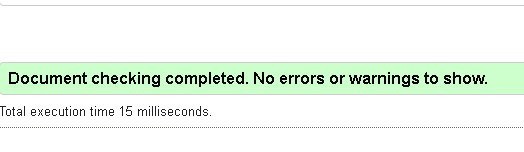 Document checking completed. No errors or warnings to show.
Total execution time 15 milliseconds.